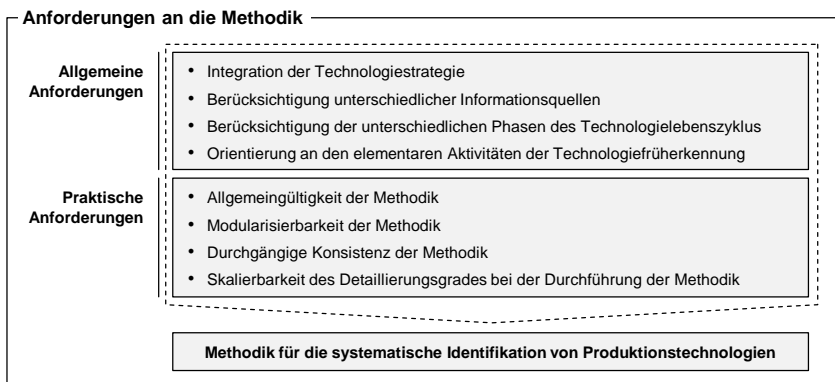 Anforderungen an die Methodik
Allgemeine
Anforderungen
• Integration der Technologiestrategie
• Berücksichtigung unterschiedlicher Informationsquellen
• Berücksichtigung der unterschiedlichen Phasen des Technologielebenszyklus
• Orientierung an den elementaren Aktivitäten der Technologiefrüherkennung
Praktische
Anforderungen
• Allgemeingültigkeit der Methodik
• Modularisierbarkeit der Methodik
• Durchgängige Konsistenz der Methodik
• Skalierbarkeit des Detaillierungsgrades bei der Durchführung der Methodik
Methodik für die systematische Identifikation von Produktionstechnologien